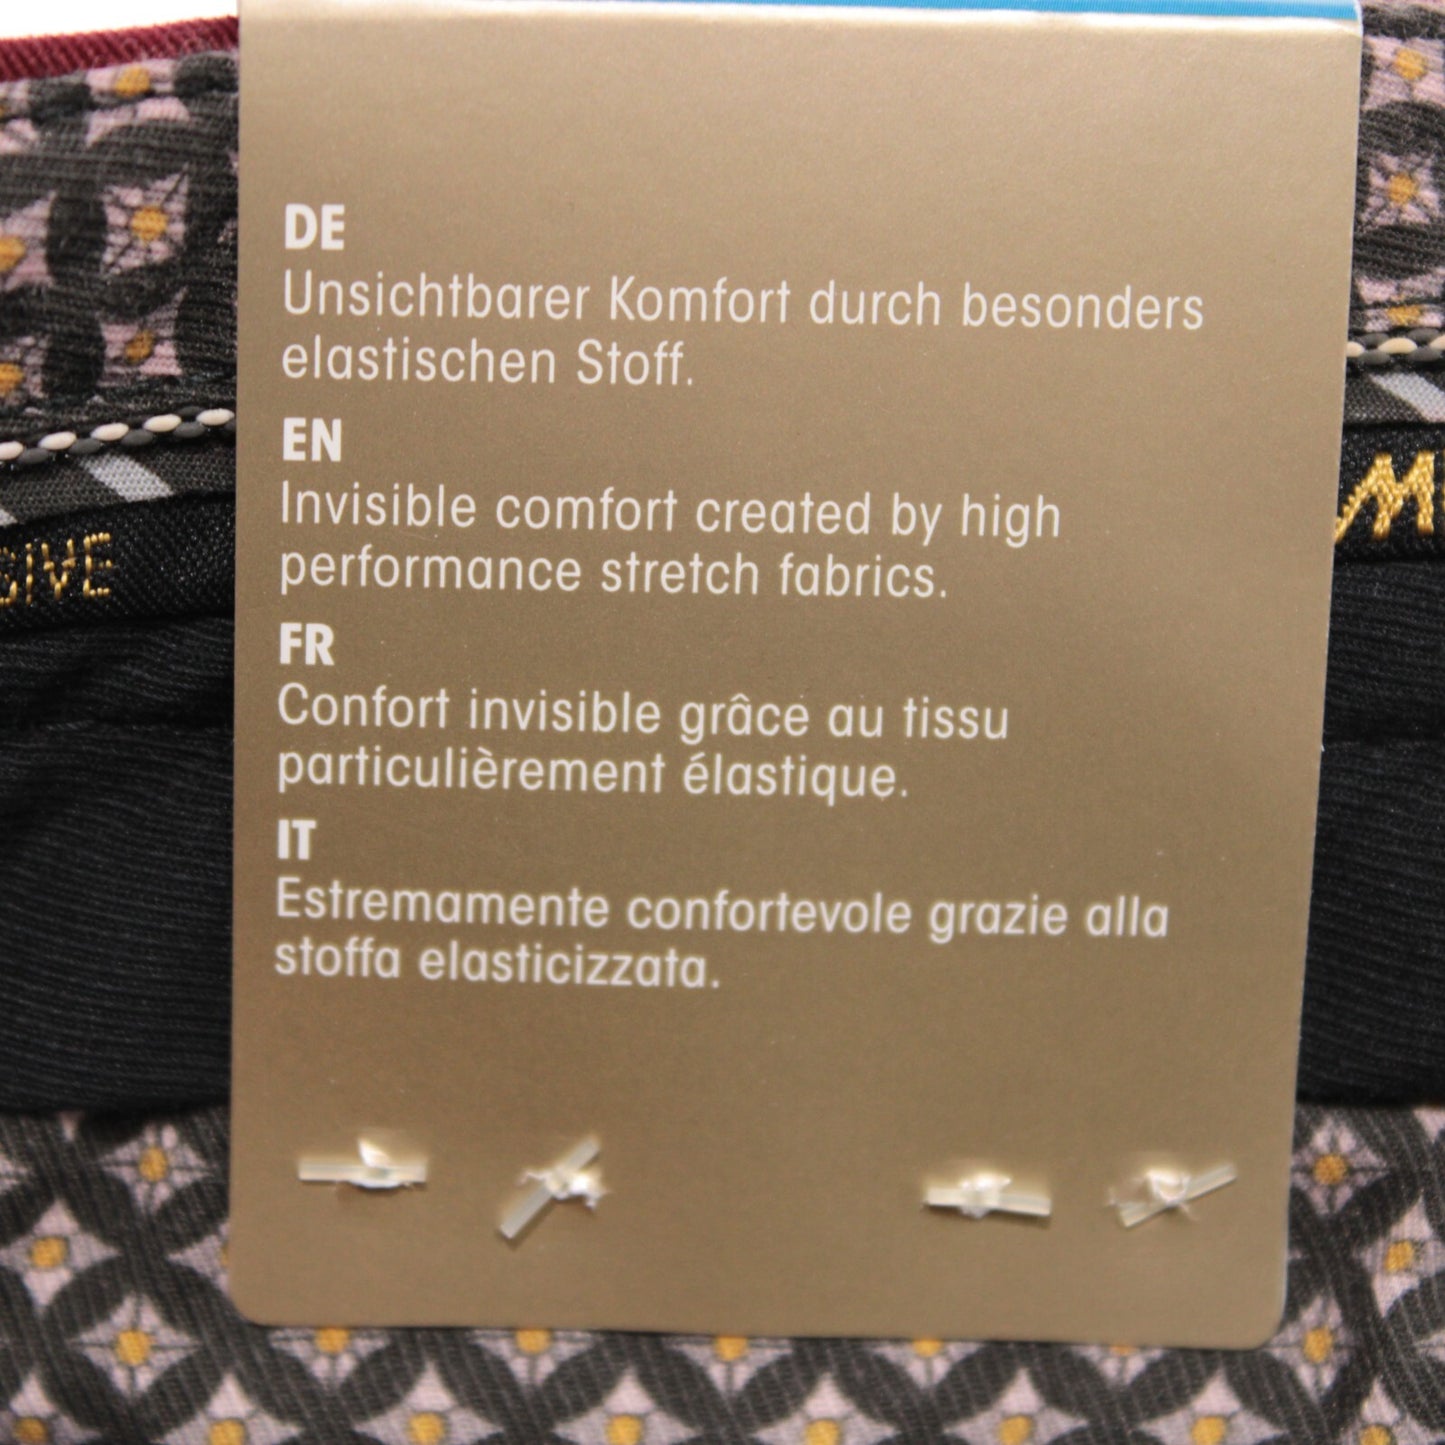 DE
Unsichtbarer Komfort durch besonders
elastischen Stoff.
EN
Invisible comfort created by high
performance stretch fabrics.
FR
Confort invisible grâce au tissu
particulièrement élastique.
IT
Estremamente confortevole grazie alla
stoffa elasticizzata.